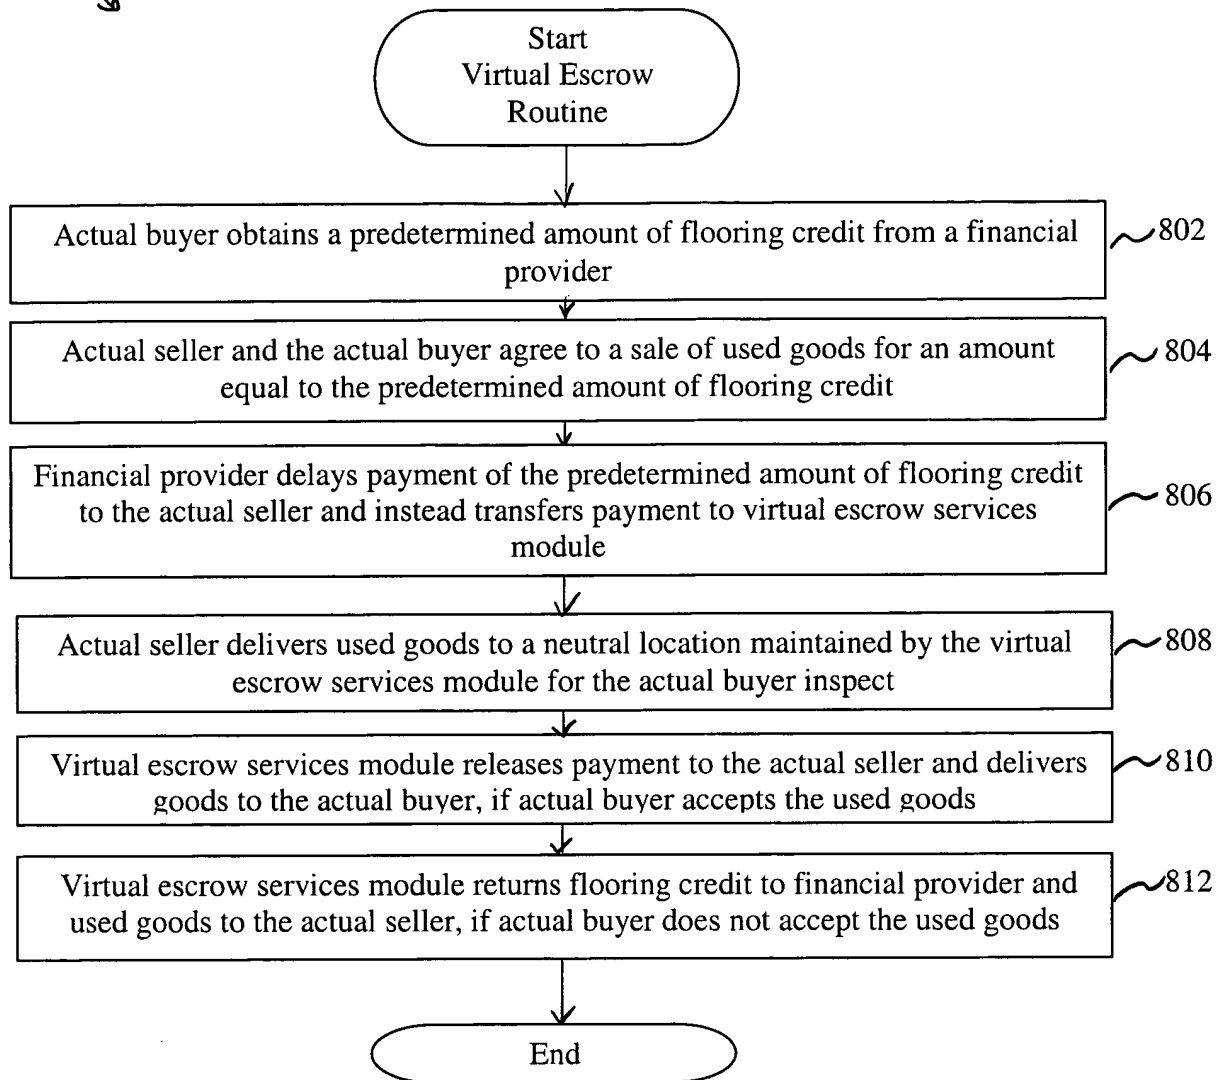 Start
Virtual Escrow
Routine
Actual buyer obtains a predetermined amount of flooring credit from a financial
provider
802
Actual seller and the actual buyer agree to a sale of used goods for an amount
equal to the predetermined amount of flooring credit
804
Financial provider delays payment of the predetermined amount of flooring credit
to the actual seller and instead transfers payment to virtual escrow services
module
806
Actual seller delivers used goods to a neutral location maintained by the virtual
escrow services module for the actual buyer inspect
808
Virtual escrow services module releases payment to the actual seller and delivers
goods to the actual buyer, if actual buyer accepts the used goods
810
Virtual escrow services module returns flooring credit to financial provider and
used goods to the actual seller, if actual buyer does not accept the used goods
812
End